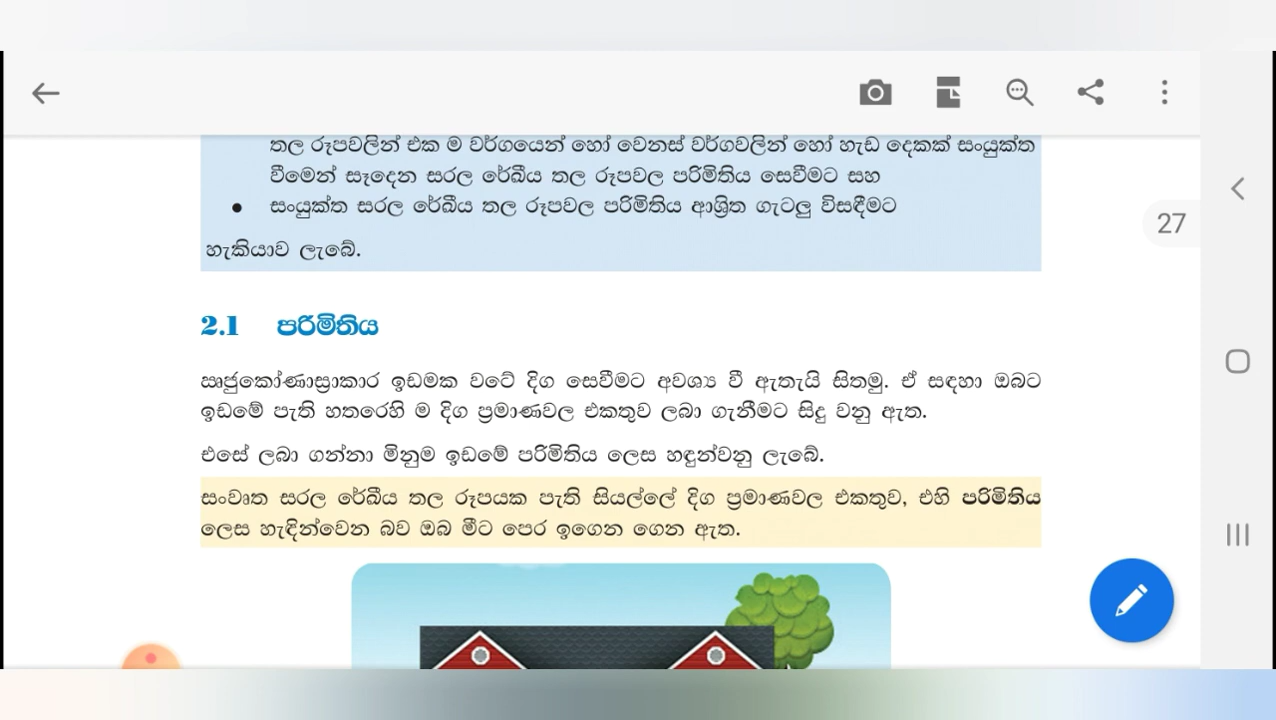 තල රූපවලින් එක ම වර්ගයෙන් හෝ වෙනස් වර්ගවලින් හෝ හැඩ දෙකක් සංයුක්ත
වීමෙන් සෑදෙන සරල රේඛීය තල රූපවල පරිමිතිය සෙවීමට සහ
● සංයුක්ත සරල රේඛීය තල රූපවල පරිමිතිය ආශ්‍රිත ගැටලු විසඳීමට
හැකියාව ලැබේ.
27
2.1 පරිමිතිය
ඍජුකෝණාස්‍රාකාර ඉඩමක වටේ දිග සෙවීමට අවශ්‍ය වී ඇතැයි සිතමු. ඒ සඳහා ඔබට
ඉඩමේ පැති හතරෙහි ම දිග ප්‍රමාණවල එකතුව ලබා ගැනීමට සිදු වනු ඇත.
එසේ ලබා ගන්නා මිනුම ඉඩමේ පරිමිතිය ලෙස හඳුන්වනු ලැබේ.
සංවෘත සරල රේඛීය තල රූපයක පැති සියල්ලේ දිග ප්‍රමාණවල එකතුව, එහි පරිමිතිය
ලෙස හැඳින්වෙන බව ඔබ මීට පෙර ඉගෙන ගෙන ඇත.